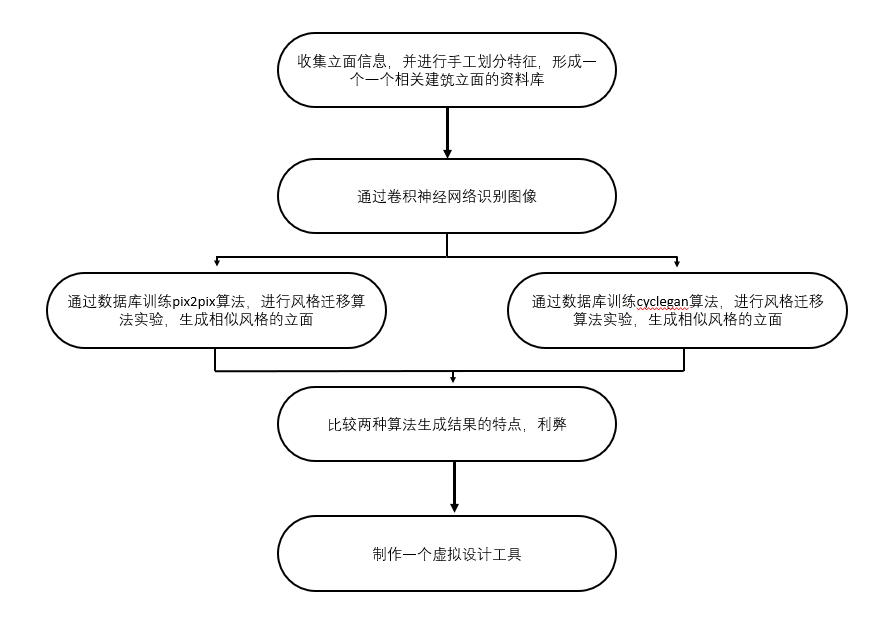 收集立面信息，并进行手工划分特征，形成一
个一个相关建筑立面的资料库
通过卷积神经网络识别图像
通过数据库训练pix2pix算法，进行风格迁移算
法实验，生成相似风格的立面
通过数据库训练cyclegan算法，进行风格迁移
算法实验，生成相似风格的立面
比较两种算法生成结果的特点，利弊
制作一个虚拟设计工具